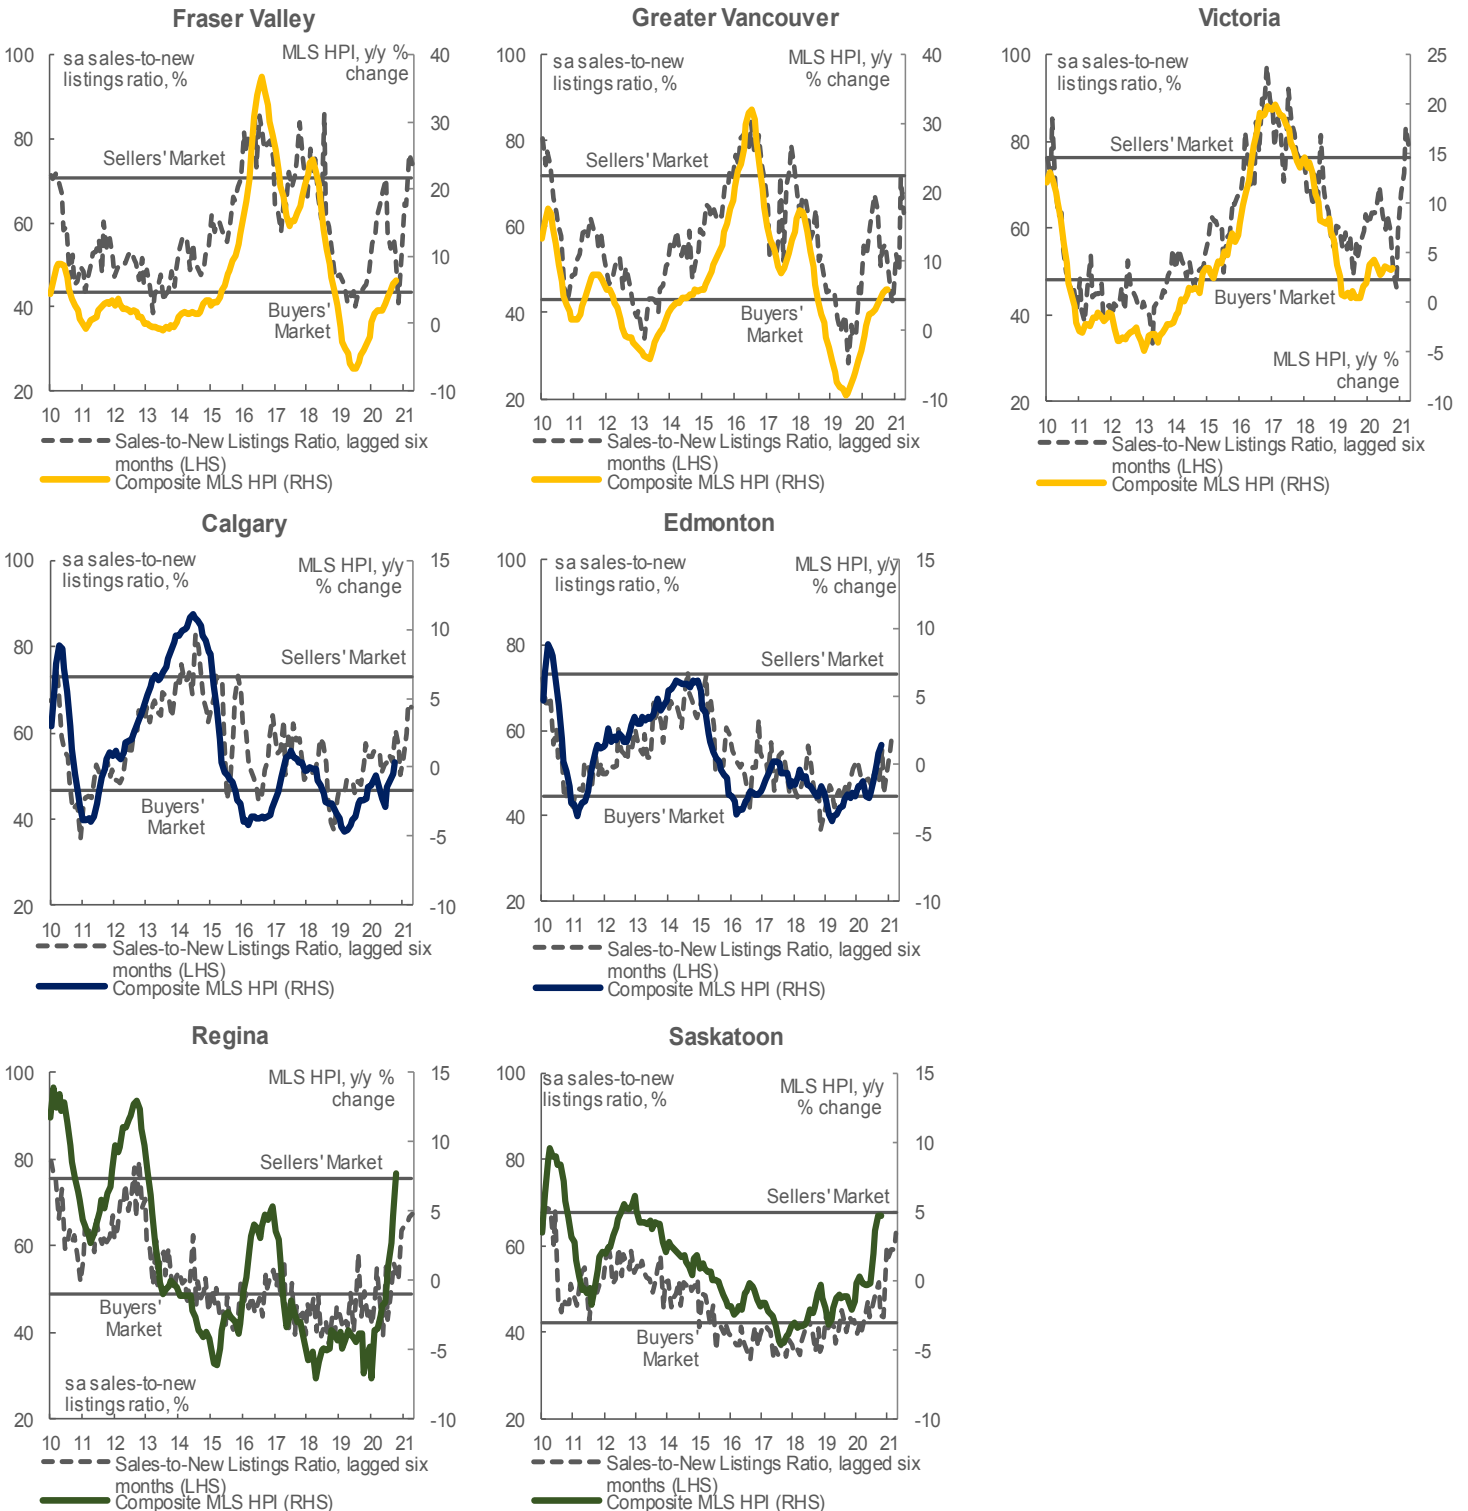 Fraser Valley
sa sales-to-new
listings ratio, %
MLS HPI, y/y %
change
100
80
60
40
20
40
30
20
10
0
-10
Sellers' Market
Buyers'
Market
10 11 12 13 14 15 16 17 18 19 20 21
Sales-to-New Listings Ratio, lagged six
months (LHS)
Composite MLS HPI (RHS)
Greater Vancouver
sa sales-to-new
listings ratio, %
MLS HPI, y/y
% change
100
80
60
40
20
40
30
20
10
0
-10
Sellers' Market
Buyers'
Market
10 11 12 13 14 15 16 17 18 19 20 21
Sales-to-New Listings Ratio, lagged six
months (LHS)
Composite MLS HPI (RHS)
Victoria
sa sales-to-new
listings ratio, %
100
80
60
40
20
25
20
15
10
5
0
-5
-10
Sellers' Market
Buyers' Market
MLS HPI, y/y %
change
10 11 12 13 14 15 16 17 18 19 20 21
Sales-to-New Listings Ratio, lagged six
months (LHS)
Composite MLS HPI (RHS)
Calgary
sa sales-to-new
listings ratio, %
MLS HPI, y/y
% change
100
80
60
40
20
15
10
5
0
-5
-10
Sellers' Market
Buyers'
Market
10 11 12 13 14 15 16 17 18 19 20 21
Sales-to-New Listings Ratio, lagged six
months (LHS)
Composite MLS HPI (RHS)
Edmonton
sa sales-to-new
listings ratio, %
MLS HPI, y/y
% change
100
80
60
40
20
15
10
5
0
-5
-10
Sellers' Market
Buyers' Market
10 11 12 13 14 15 16 17 18 19 20 21
Sales-to-New Listings Ratio, lagged six
months (LHS)
Composite MLS HPI (RHS)
Regina
MLS HPI, y/y %
change
100
80
60
40
20
15
10
5
0
-5
-10
Sellers' Market
Buyers'
Market
sa sales-to-new
listings ratio, %
10 11 12 13 14 15 16 17 18 19 20 21
Sales-to-New Listings Ratio, lagged six
months (LHS)
Composite MLS HPI (RHS)
Saskatoon
sa sales-to-new
listings ratio, %
MLS HPI, y/y
% change
100
80
60
40
20
15
10
5
0
-5
-10
Sellers' Market
Buyers'
Market
10 11 12 13 14 15 16 17 18 19 20 21
Sales-to-New Listings Ratio, lagged six
months (LHS)
Composite MLS HPI (RHS)